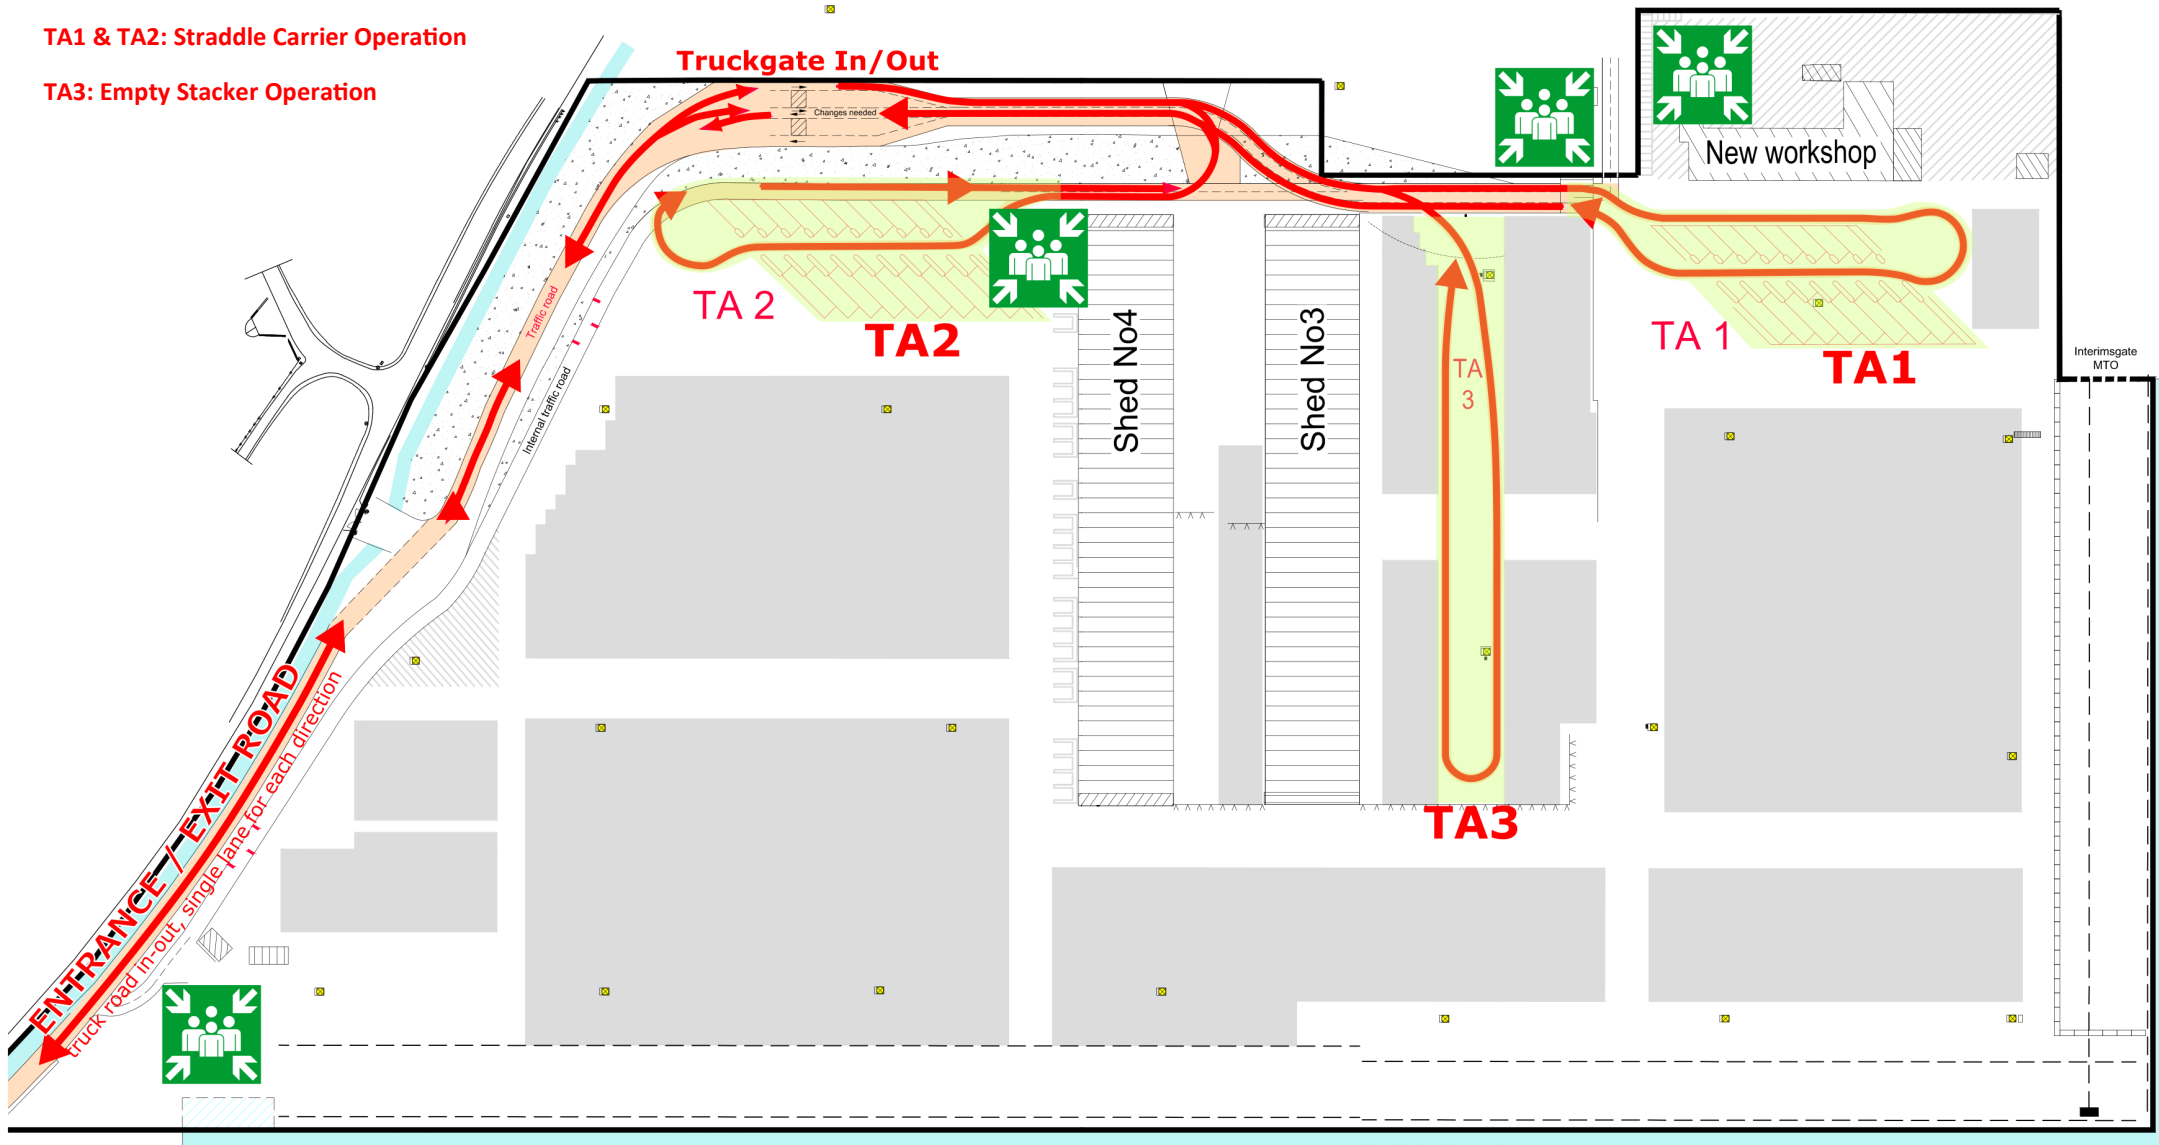 TA1 & TA2: Straddle Carrier Operation
TA3: Empty Stacker Operation
Truckgate In/Out
Changes needed
New workshop
TA 2
TA2
TA 1
TA1
Interimsgate
MTO
Traffic road
Internal traffic road
Shed No4
Shed No3
TA
3
TA3
ENTRANCE / EXIT ROAD
truck road in-out, single lane for each direction